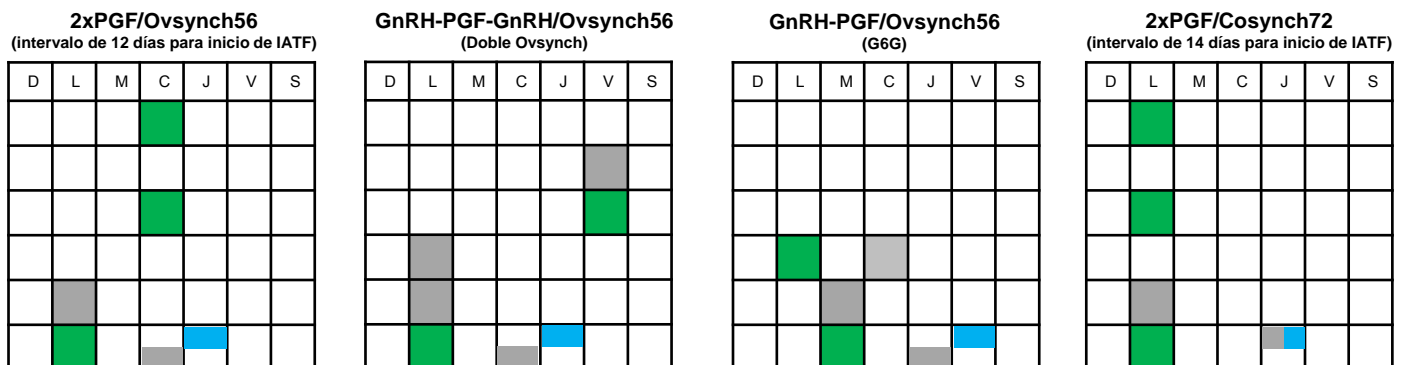 2xPGF/Ovsynch56
(intervalo de 12 días para inicio de IATF)
D L M C J V S
GnRH-PGF-GnRH/Ovsynch56
(Doble Ovsynch)
D L M C J V S
GnRH-PGF/Ovsynch56
(G6G)
D L M C J V S
2xPGF/Cosynch72
(intervalo de 14 días para inicio de IATF)
D L M C J V S